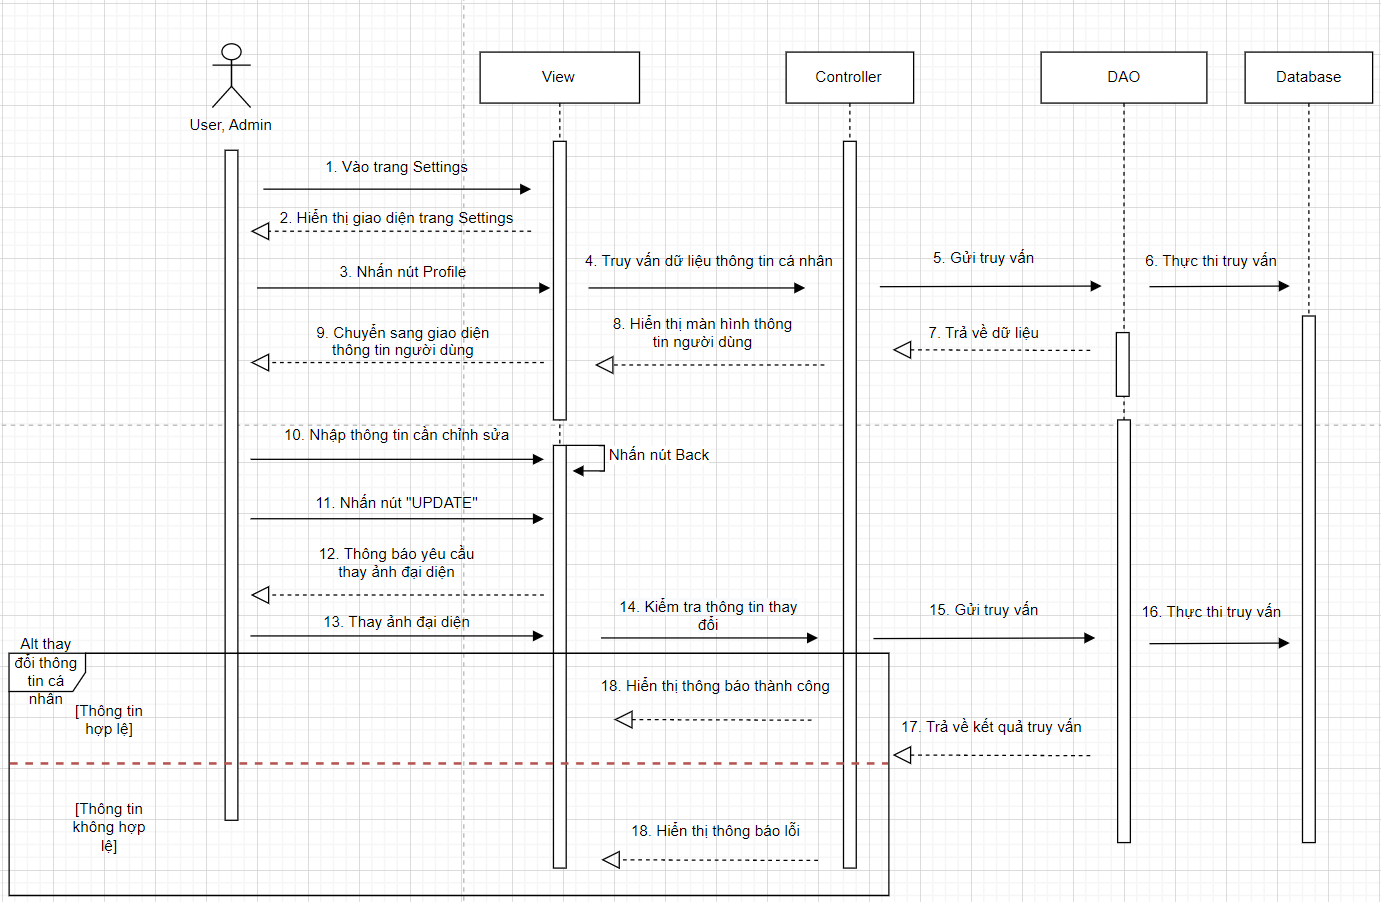 User, Admin
View
Controller
DAO
Database
1. Vào trang Settings
2. Hiển thị giao diện trang Settings
3. Nhấn nút Profile
4. Truy vấn dữ liệu thông tin cá nhân
5. Gửi truy vấn
6. Thực thi truy vấn
7. Trả về dữ liệu
8. Hiển thị màn hình thông
tin người dùng
9. Chuyển sang giao diện
thông tin người dùng
10. Nhập thông tin cần chỉnh sửa
Nhấn nút Back
11. Nhấn nút "UPDATE"
12. Thông báo yêu cầu
thay ảnh đại diện
13. Thay ảnh đại diện
14. Kiểm tra thông tin thay
đổi
15. Gửi truy vấn
16. Thực thi truy vấn
Alt thay
đổi thông
tin cá
nhân
[Thông tin
hợp lệ]
18. Hiển thị thông báo thành công
17. Trả về kết quả truy vấn
[Thông tin
không hợp
lệ]
18. Hiển thị thông báo lỗi